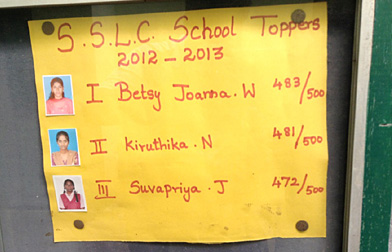 S.S.L.C. School Toppers
2012 - 2013
I Betsy Joanna.W 483/500
II Kiruthika.N 481/500
III Suvapriya.J 472/500